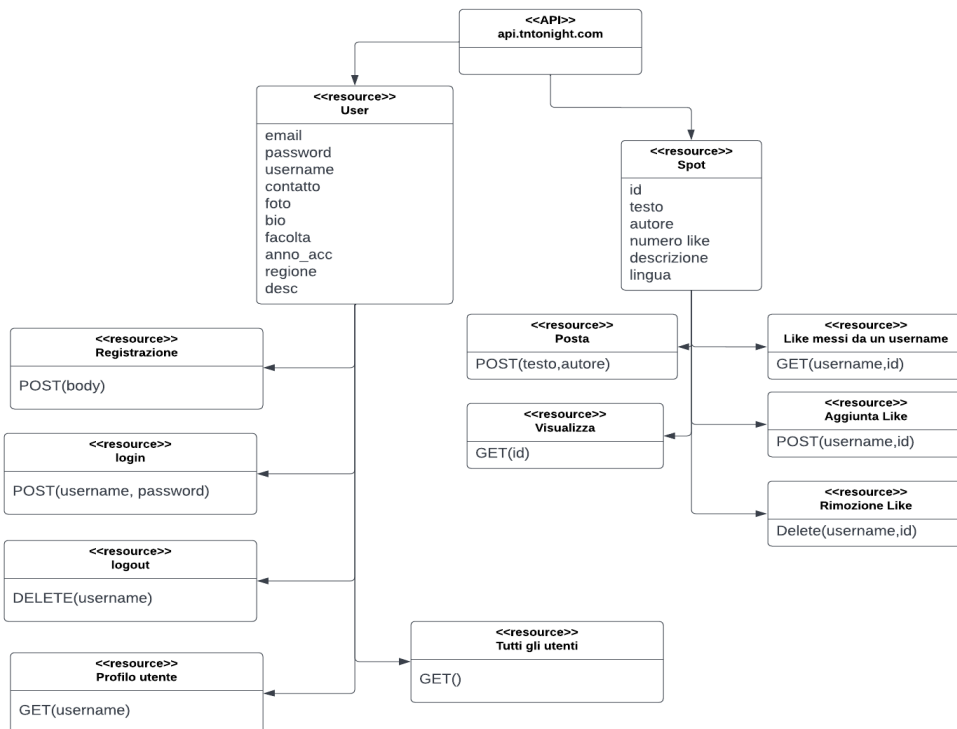 <<API>>
api.tntonight.com
<<resource>>
User
email
password
username
contatto
foto
bio
facolta
anno_acc
regione
desc
<<resource>>
Spot
id
testo
autore
numero like
descrizione
lingua
<<resource>>
Registrazione
POST(body)
<<resource>>
login
POST(username, password)
<<resource>>
logout
DELETE(username)
<<resource>>
Profilo utente
GET(username)
<<resource>>
Tutti gli utenti
GET()
<<resource>>
Posta
POST(testo,autore)
<<resource>>
Visualizza
GET(id)
<<resource>>
Like messi da un username
GET(username,id)
<<resource>>
Aggiunta Like
POST(username,id)
<<resource>>
Rimozione Like
Delete(username,id)